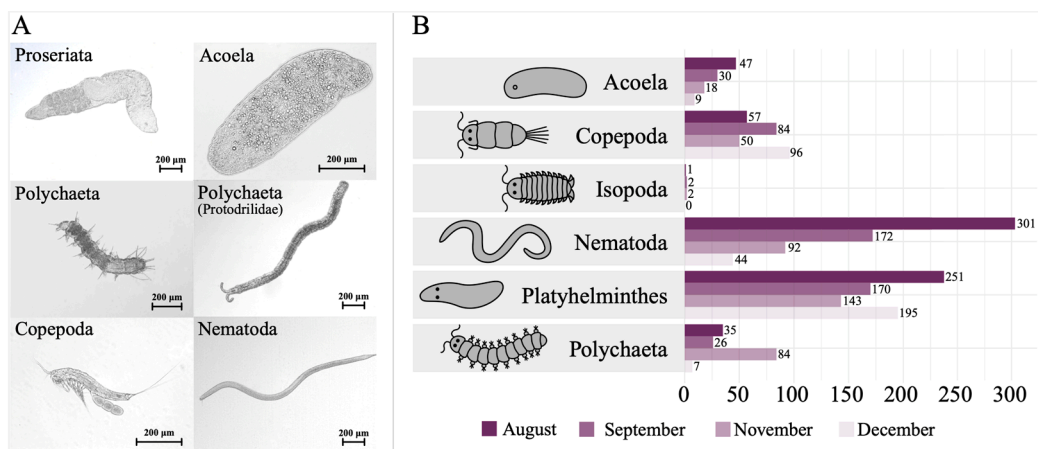 A
Proseriata
200 µm
Acoela
200 µm
Polychaeta
200 µm
Polychaeta
(Protodrilidae)
200 µm
Copepoda
200 µm
Nematoda
200 µm
B
Acoela
47
30
18
9
Copepoda
57
84
50
96
Isopoda
1
2
2
0
Nematoda
301
172
92
44
Platyhelminthes
251
170
143
195
Polychaeta
35
26
84
7
0 50 100 150 200 250 300
August September November December